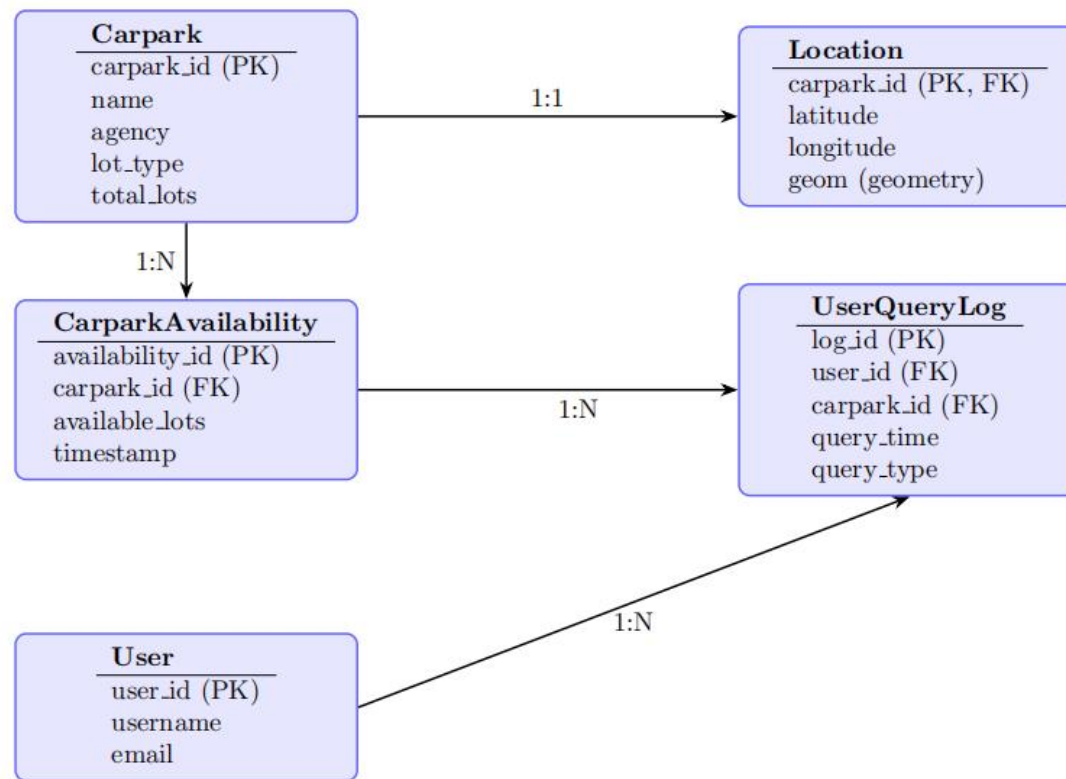 Carpark
carpark_id (PK)
name
agency
lot_type
total_lots
1:1
Location
carpark_id (PK, FK)
latitude
longitude
geom (geometry)
1:N
CarparkAvailability
availability_id (PK)
carpark_id (FK)
available_lots
timestamp
1:N
UserQueryLog
log_id (PK)
user_id (FK)
carpark_id (FK)
query_time
query_type
1:N
User
user_id (PK)
username
email